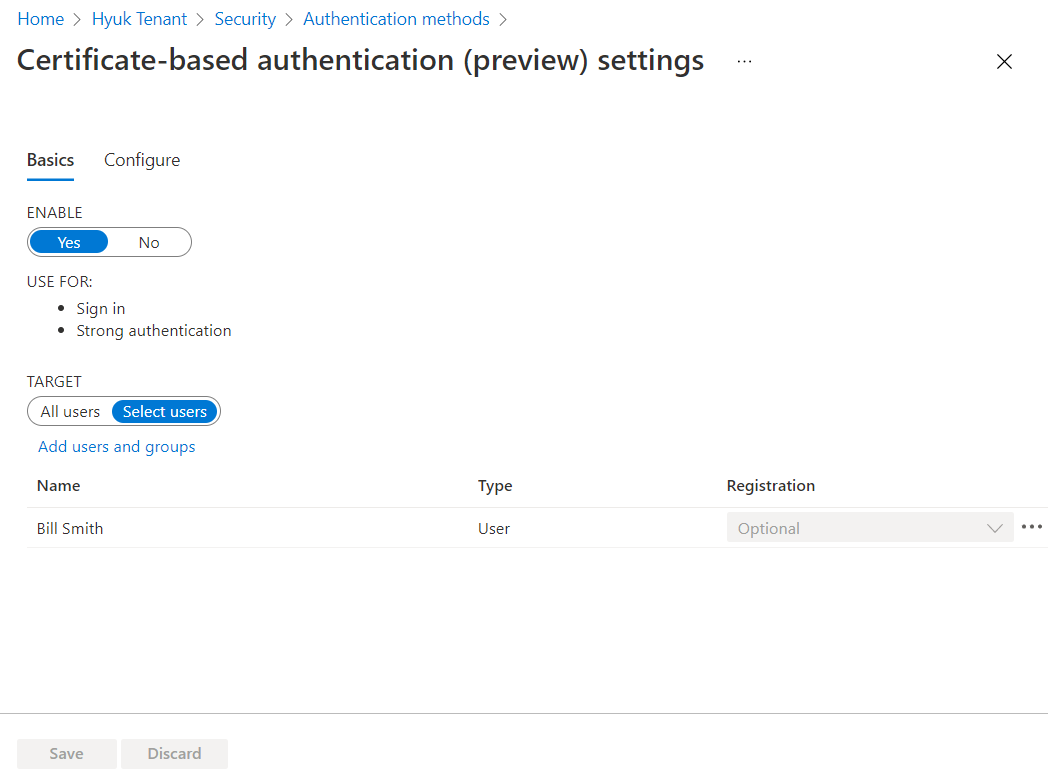 Home > Hyuk Tenant > Security > Authentication methods >
Certificate-based authentication (preview) settings ...
Basics Configure
ENABLE
Yes No
USE FOR:
• Sign in
• Strong authentication
TARGET
All users Select users
Add users and groups
Name Type Registration
Bill Smith User Optional
Save Discard